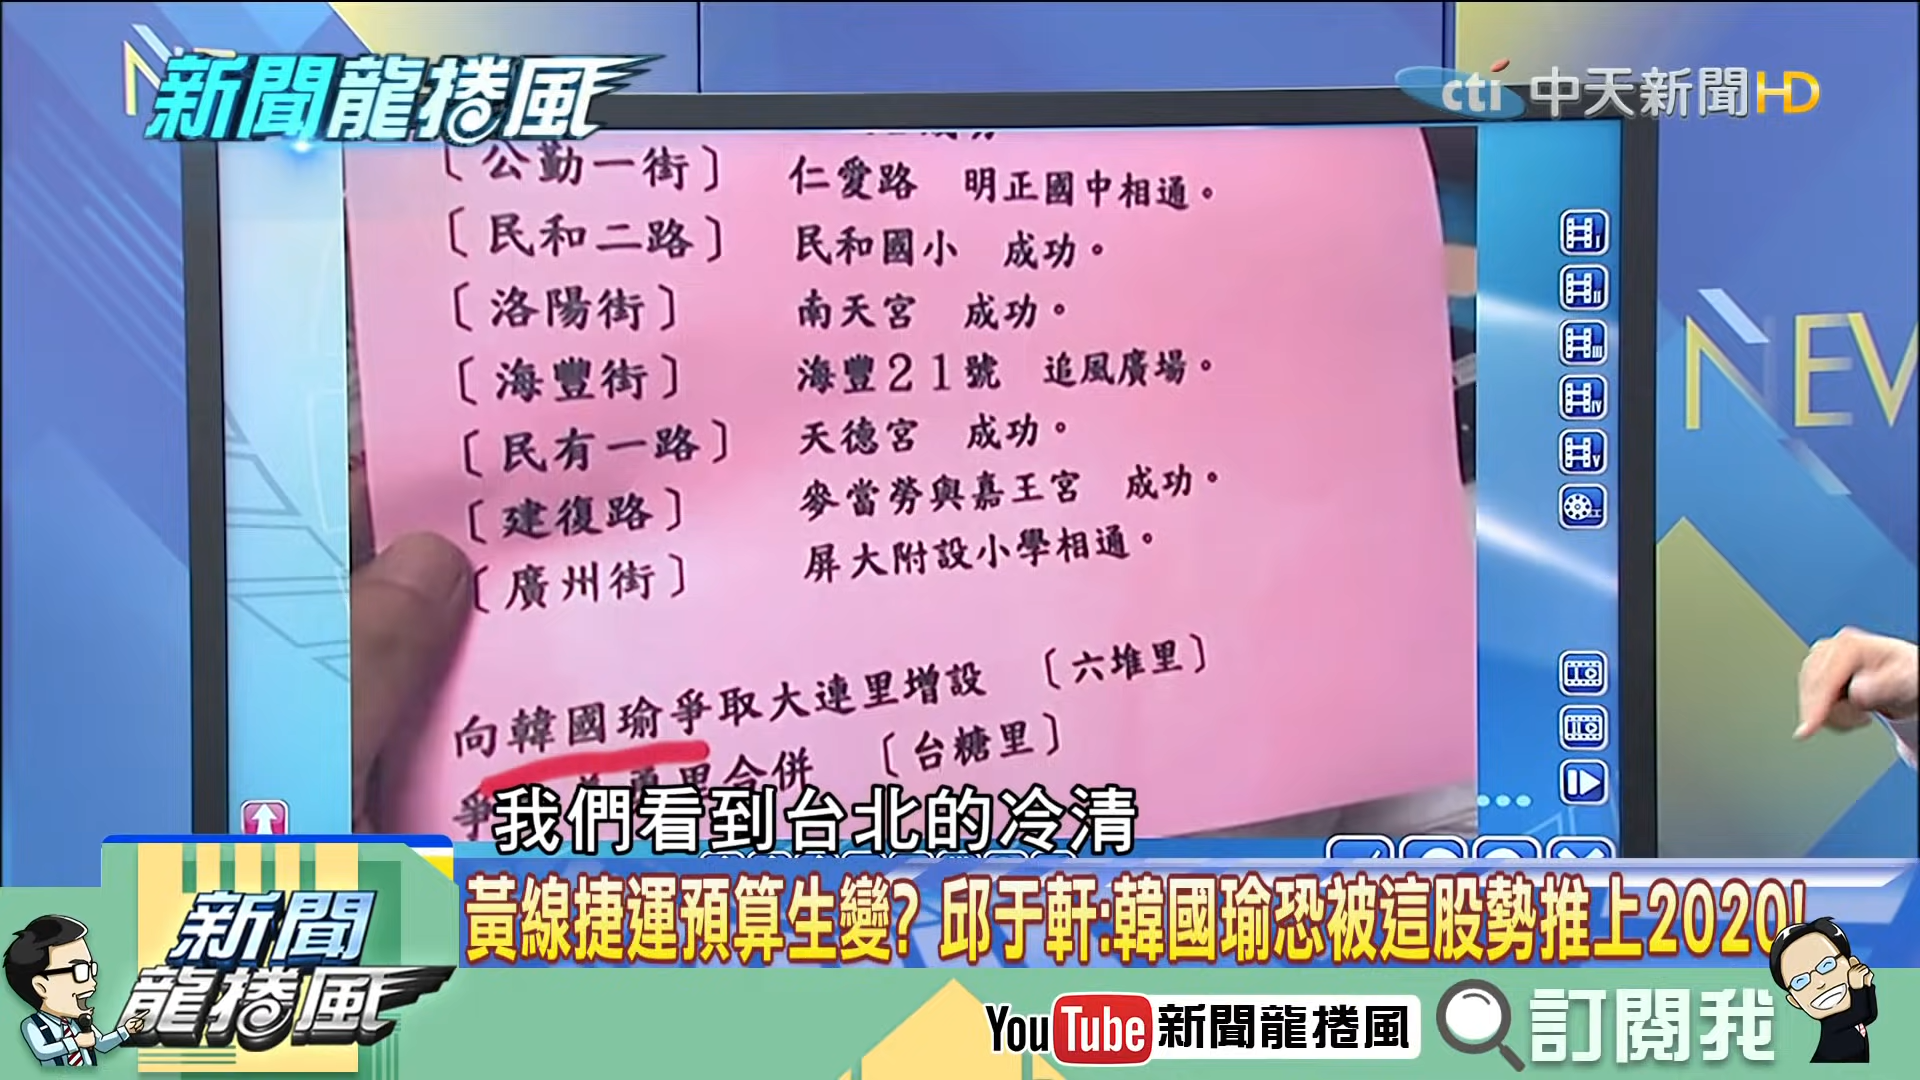 新聞龍捲風
cti 中天新聞HD
〔公勤一街〕 仁愛路 明正國中相通。
〔民和二路〕 民和國小 成功。
〔洛陽街〕 南天宮 成功。
〔海豐街〕 海豐21號 追風廣場。
〔民有一路〕 天德宮 成功。
〔建復路〕 麥當勞與嘉王宮 成功。
〔廣州街〕 屏大附設小學相通。
向韓國瑜爭取大連里增設 〔六堆里〕
爭 里合併 〔台糖里〕
NEW
我們看到台北的冷清
黃線捷運預算生變? 邱于軒:韓國瑜恐被這股勢推上2020!
新聞龍捲風
YouTube 新聞龍捲風 訂閱我